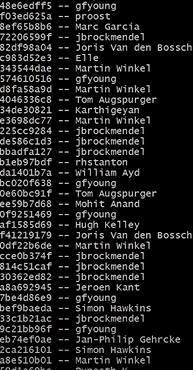 48e6edff5 -- gfyoung
f03ed625a -- proost
8ef65b8b6 -- Marc Garcia
72206599f -- jbrockmendel
82df98a04 -- Joris Van den Bossch
c983d52e3 -- Elle
343544dae -- Martin Winkel
574610516 -- gfyoung
d8fa58a9d -- Martin Winkel
4046336c8 -- Tom Augspurger
34de30821 -- Karthigeyan
e3698dc77 -- Martin Winkel
225cc9284 -- jbrockmendel
de586c1d3 -- jbrockmendel
bbadfa127 -- jbrockmendel
b1eb97bdf -- rhstanton
da1401b7a -- William Ayd
bc020f638 -- gfyoung
0e60bc91f -- Tom Augspurger
ee59b7d68 -- Mohit Anand
0f9251469 -- gfyoung
af1585d69 -- Hugh Kelley
f41219179 -- Joris Van den Bossch
0df22b6de -- Martin Winkel
cce0b374f -- jbrockmendel
814c51caf -- jbrockmendel
30362ed82 -- jbrockmendel
a8a692945 -- Jeroen Kant
7be4d86e9 -- gfyoung
bef9baeda -- Simon Hawkins
33c1b21ac -- jbrockmendel
9c21bb96f -- gfyoung
eb74ef0ae -- Jan-Philip Gehrcke
2ca216101 -- Simon Hawkins
a8e510b01 -- Martin Winkel